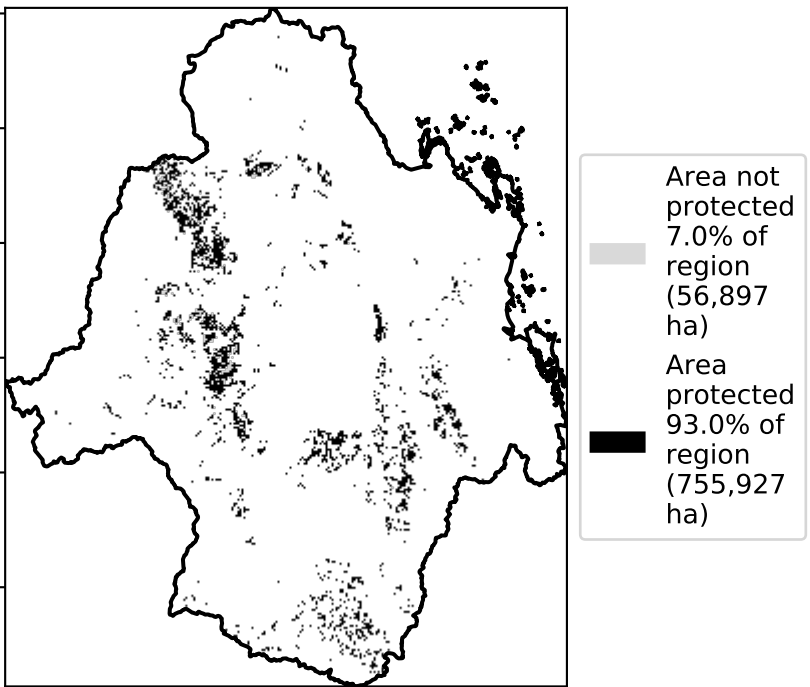 Area not
protected
7.0% of
region
(56,897
ha)
Area
protected
93.0% of
region
(755,927
ha)